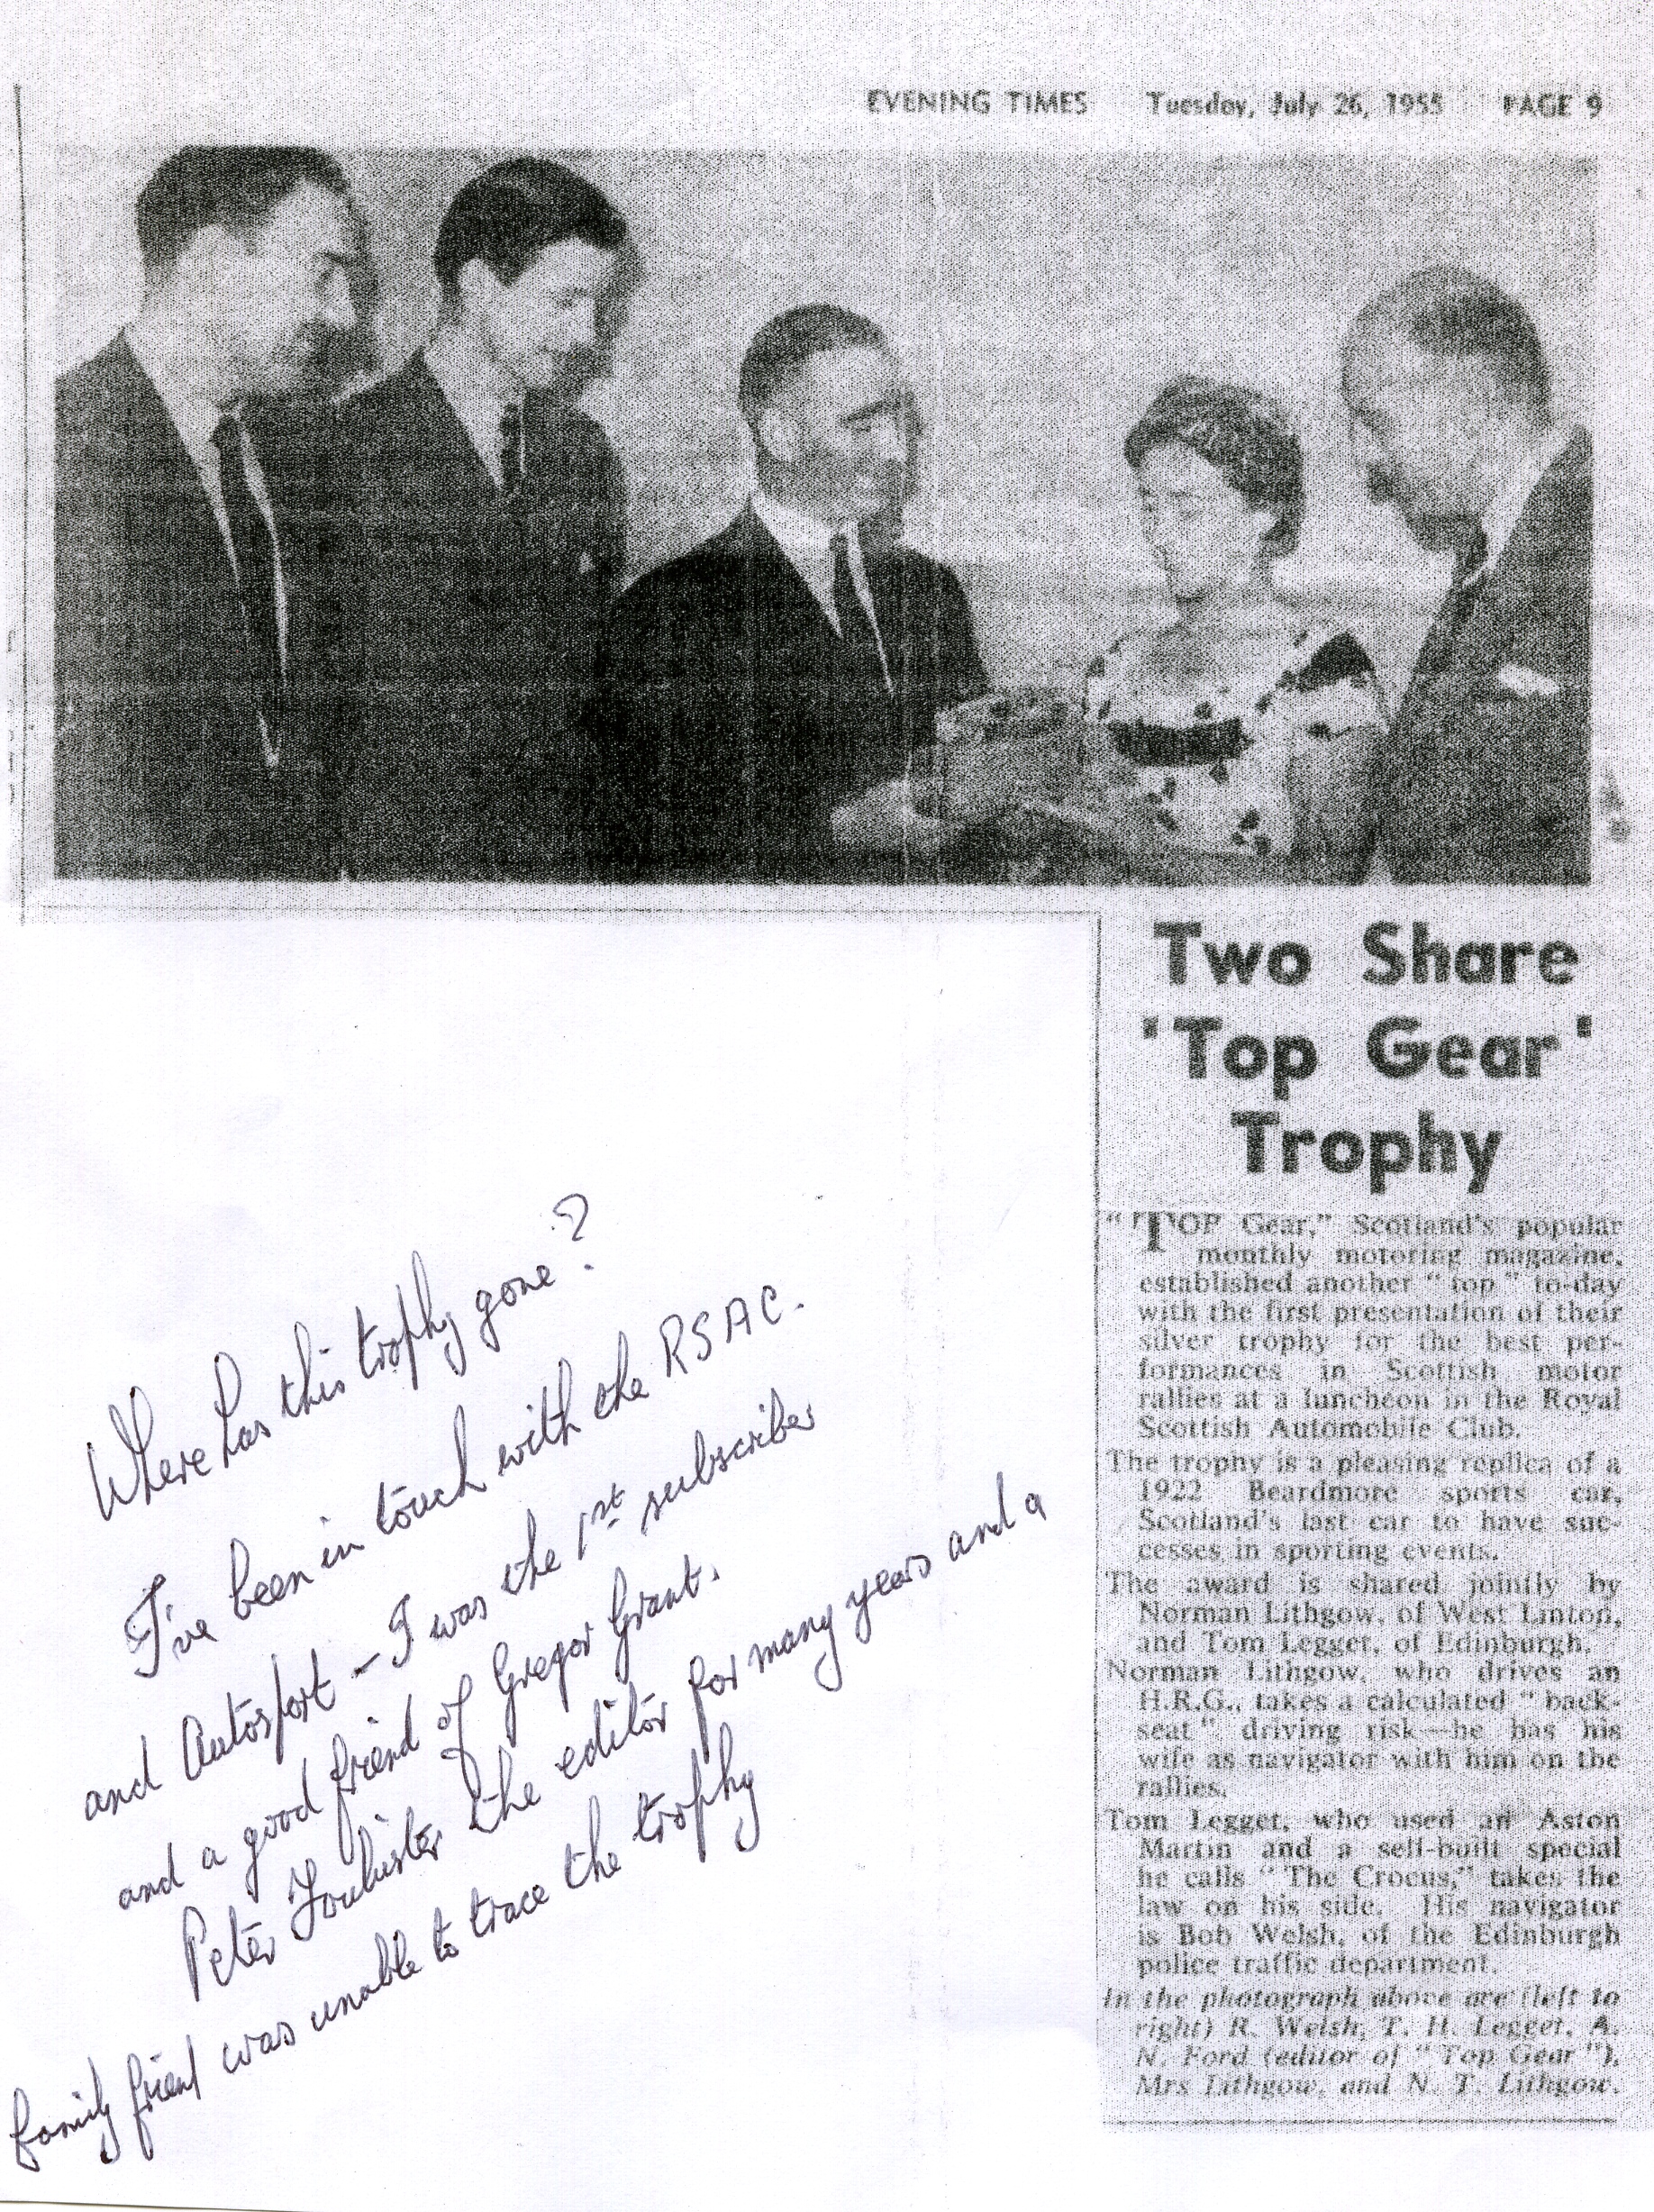 EVENING TIMES Tuesday, July 26, 1955 PAGE 9
Two Share
'Top Gear'
Trophy
"TOP Gear," Scotland's popular
monthly motoring magazine,
established another "top" to-day
with the first presentation of their
silver trophy for the best per-
formances in Scottish motor
rallies at a luncheon in the Royal
Scottish Automobile Club.
The trophy is a pleasing replica of a
1922 Beardmore sports car,
Scotland's last car to have suc-
cesses in sporting events.
The award is shared jointly by
Norman Lithgow, of West Linton,
and Tom Legget, of Edinburgh.
Norman Lithgow, who drives an
H.R.G., takes a calculated "back-
seat" driving risk—he has his
wife as navigator with him on the
rallies.
Tom Legget, who used an Aston
Martin and a self-built special
he calls "The Crocus," takes the
law on his side. His navigator
is Bob Welsh, of the Edinburgh
police traffic department.
In the photograph above are (left to
right) R. Welsh, T. H. Legget, A.
N. Ford (editor of "Top Gear"),
Mrs Lithgow, and N. T. Lithgow.
Where has this trophy gone?
I've been in touch with the RSAC.
and Autosport – I was the 1st subscriber
and a good friend of Gregor Grant.
Peter the editor for many years and a
family friend was unable to trace the trophy